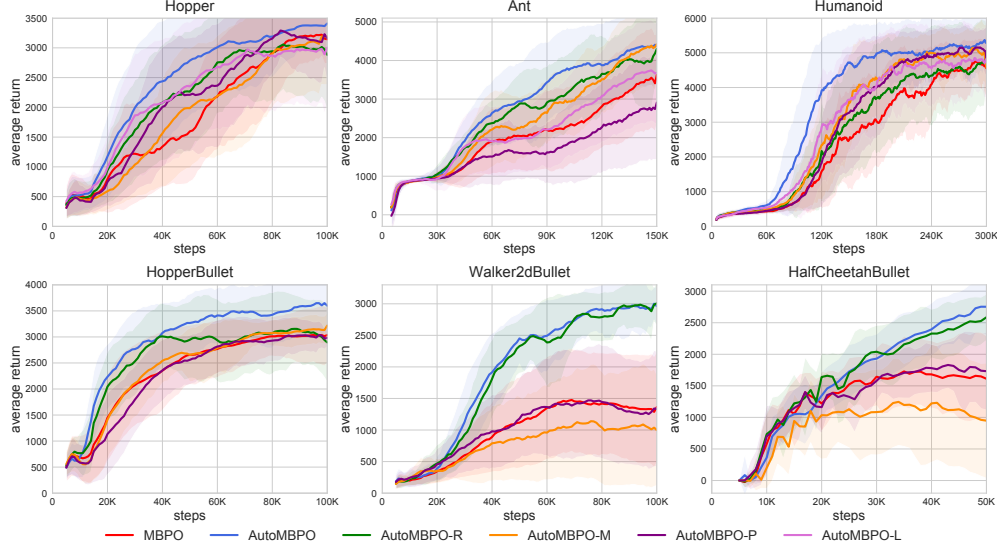 Hopper
3500
3000
2500
2000
1500
1000
500
0
average return
0 20K 40K 60K 80K 100K
steps
Ant
5000
4000
3000
2000
1000
0
average return
0 30K 60K 90K 120K 150K
steps
Humanoid
6000
5000
4000
3000
2000
1000
0
average return
0 60K 120K 180K 240K 300K
steps
HopperBullet
4000
3500
3000
2500
2000
1500
1000
500
0
average return
0 20K 40K 60K 80K 100K
steps
Walker2dBullet
3000
2500
2000
1500
1000
500
0
average return
0 20K 40K 60K 80K 100K
steps
HalfCheetahBullet
3000
2500
2000
1500
1000
500
0
average return
0 10K 20K 30K 40K 50K
steps
MBPO AutoMBPO AutoMBPO-R AutoMBPO-M AutoMBPO-P AutoMBPO-L